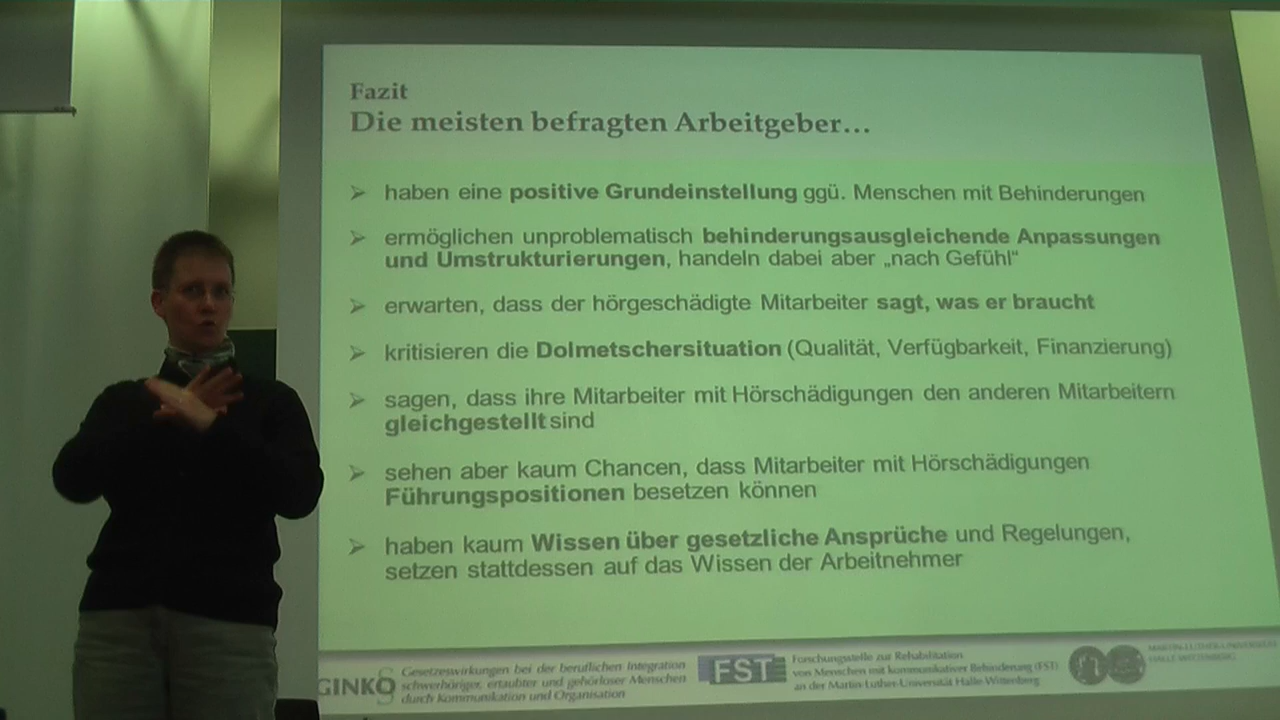 Fazit
Die meisten befragten Arbeitgeber…
➢ haben eine positive Grundeinstellung ggü. Menschen mit Behinderungen
➢ ermöglichen unproblematisch behinderungsausgleichende Anpassungen
und Umstrukturierungen, handeln dabei aber „nach Gefühl“
➢ erwarten, dass der hörgeschädigte Mitarbeiter sagt, was er braucht
➢ kritisieren die Dolmetschersituation (Qualität, Verfügbarkeit, Finanzierung)
➢ sagen, dass ihre Mitarbeiter mit Hörschädigungen den anderen Mitarbeitern
gleichgestellt sind
➢ sehen aber kaum Chancen, dass Mitarbeiter mit Hörschädigungen
Führungspositionen besetzen können
➢ haben kaum Wissen über gesetzliche Ansprüche und Regelungen,
setzen stattdessen auf das Wissen der Arbeitnehmer
GINKO
Gesetzeswirkungen bei der beruflichen Integration
schwerhöriger, ertaubter und gehörloser Menschen
durch Kommunikation und Organisation
FST
Forschungsstelle zur Rehabilitation
von Menschen mit kommunikativer Behinderung (FST)
an der Martin-Luther-Universität Halle-Wittenberg
MARTIN-LUTHER-UNIVERSITÄT
HALLE-WITTENBERG